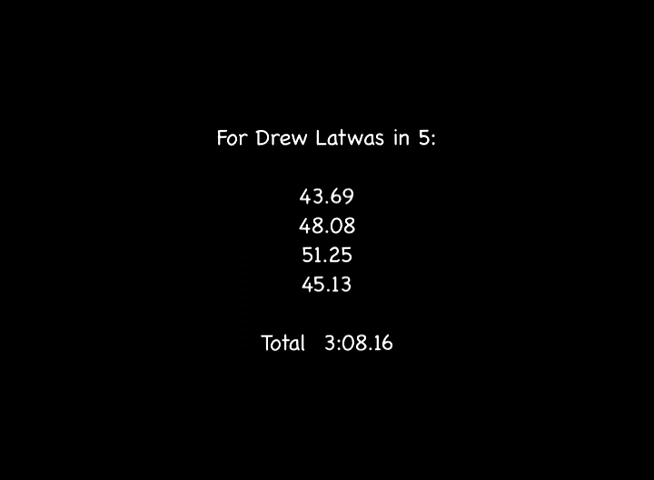 For Drew Latwas in 5:
43.69
48.08
51.25
45.13
Total 3:08.16